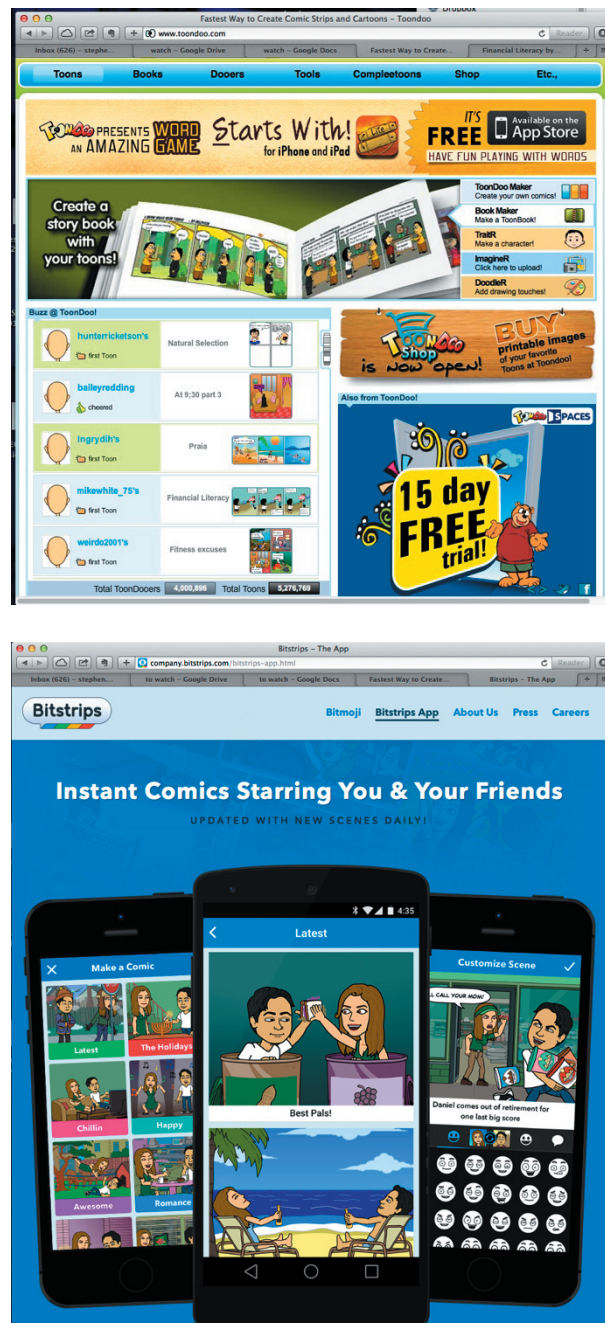 Dropbox
Fastest Way to Create Comic Strips and Cartoons – Toondoo
www.toondoo.com
Reader
Inbox (626) – stephe...
watch – Google Drive
watch – Google Docs
Fastest Way to Create...
Financial Literacy by...
Toons
Books
Dooers
Tools
Compleetoons
Shop
Etc.,
TOONDOO PRESENTS WORD
AN AMAZING GAME
Starts With!
for iPhone and iPad
Lite
IT'S
FREE
Available on the
App Store
HAVE FUN PLAYING WITH WORDS
Create a
story book
with
your toons!
ToonDoo Maker
Create your own comics!
Book Maker
Make a ToonBook!
TraitR
Make a character!
ImagineR
Click here to upload!
DoodleR
Add drawing touches!
Buzz @ ToonDoo!
hunterricketson's
first Toon
Natural Selection
baileyredding
cheered
At 9;30 part 3
Ingrydih's
first Toon
Praia
mikewhite_75's
first Toon
Financial Literacy
weirdo2001's
first Toon
Fitness excuses
Total ToonDooers 4,000,896 Total Toons 5,276,769
TOONDOO
Shop
is now open!
BUY
printable images
of your favorite
Toons at Toondoo!
Also from ToonDoo!
TOONDOO SPACES
15 day
FREE
trial!
Bitstrips – The App
company.bitstrips.com/bitstrips-app.html
Reader
Inbox (626) – stephen...
to watch – Google Drive
to watch – Google Docs
Fastest Way to Create...
Bitstrips – The App
Bitstrips
Bitmoji
Bitstrips App
About Us
Press
Careers
Instant Comics Starring You & Your Friends
UPDATED WITH NEW SCENES DAILY!
Make a Comic
Latest
The Holidays
Chillin
Happy
Awesome
Romance
4:35
Latest
Best Pals!
Customize Scene
CALL YOUR MOM!
Daniel comes out of retirement for
one last big score